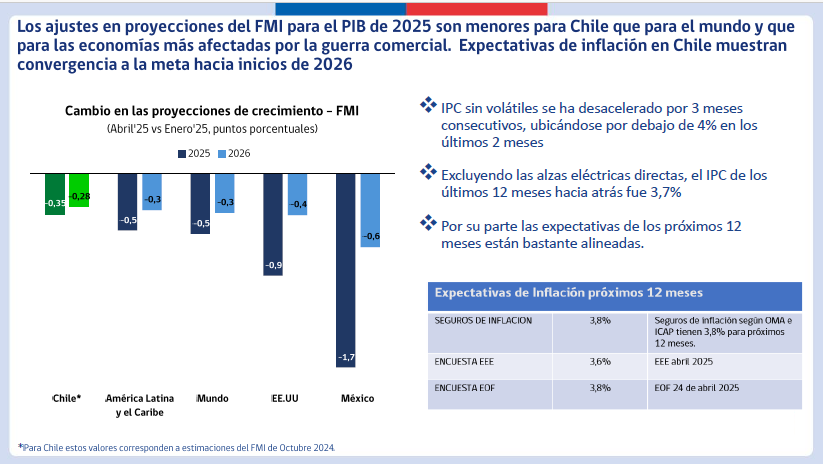 Los ajustes en proyecciones del FMI para el PIB de 2025 son menores para Chile que para el mundo y que
para las economías más afectadas por la guerra comercial. Expectativas de inflación en Chile muestran
convergencia a la meta hacia inicios de 2026
Cambio en las proyecciones de crecimiento – FMI
(Abril'25 vs Enero'25, puntos porcentuales)
2025 2026
-0,35 -0,28 -0,5 -0,3 -0,5 -0,3 -0,9 -0,4 -1,7 -0,6
Chile* América Latina Mundo EE.UU México
y el Caribe
IPC sin volátiles se ha desacelerado por 3 meses
consecutivos, ubicándose por debajo de 4% en los
últimos 2 meses
Excluyendo las alzas eléctricas directas, el IPC de los
últimos 12 meses hacia atrás fue 3,7%
Por su parte las expectativas de los próximos 12
meses están bastante alineadas.
Expectativas de Inflación próximos 12 meses
SEGUROS DE INFLACION 3,8% Seguros de inflación según OMA e
ICAP tienen 3,8% para próximos
12 meses.
ENCUESTA EEE 3,6% EEE abril 2025
ENCUESTA EOF 3,8% EOF 24 de abril 2025
*Para Chile estos valores corresponden a estimaciones del FMI de Octubre 2024.